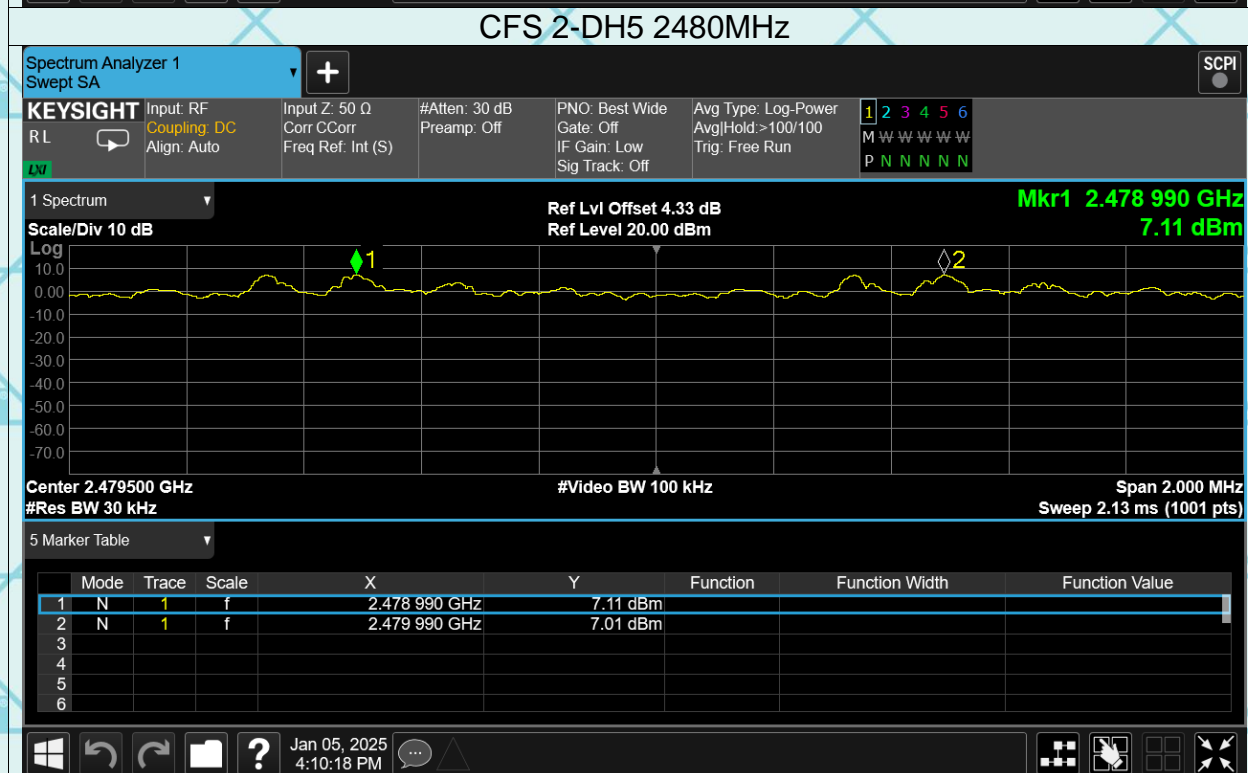 CFS 2-DH5 2480MHz
Spectrum Analyzer 1
Swept SA
+
SCPI
KEYSIGHT
RL
LXI
Input: RF
Coupling: DC
Align: Auto
Input Z: 50 Ω
Corr CCorr
Freq Ref: Int (S)
#Atten: 30 dB
Preamp: Off
PNO: Best Wide
Gate: Off
IF Gain: Low
Sig Track: Off
Avg Type: Log-Power
Avg|Hold:>100/100
Trig: Free Run
1 2 3 4 5 6
M W W W W W
P N N N N N
1 Spectrum
Scale/Div 10 dB
Ref Lvl Offset 4.33 dB
Ref Level 20.00 dBm
Mkr1 2.478 990 GHz
7.11 dBm
Log
10.0
0.00
-10.0
-20.0
-30.0
-40.0
-50.0
-60.0
-70.0
1
2
Center 2.479500 GHz
#Res BW 30 kHz
#Video BW 100 kHz
Span 2.000 MHz
Sweep 2.13 ms (1001 pts)
5 Marker Table
Mode Trace Scale X Y Function Function Width Function Value
1 N 1 f 2.478 990 GHz 7.11 dBm
2 N 1 f 2.479 990 GHz 7.01 dBm
3
4
5
6
?
Jan 05, 2025
4:10:18 PM